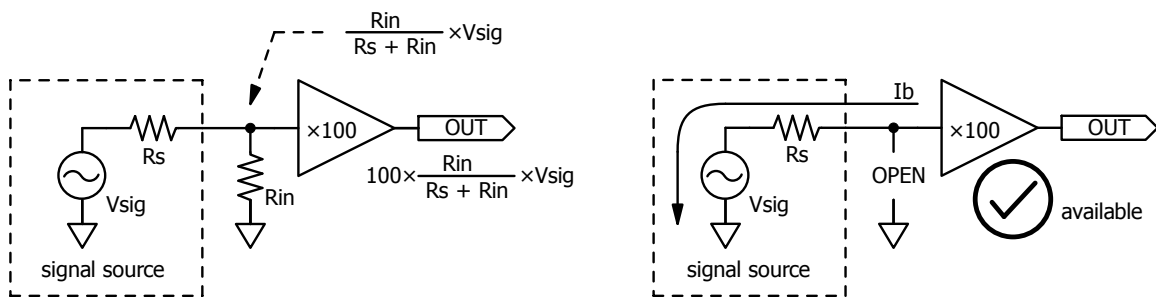 Rin
Rs + Rin
×Vsig
×100
OUT
Rs
Rin
Vsig
100×
Rin
Rs + Rin
×Vsig
signal source
Ib
×100
OUT
Rs
OPEN
Vsig
available
signal source